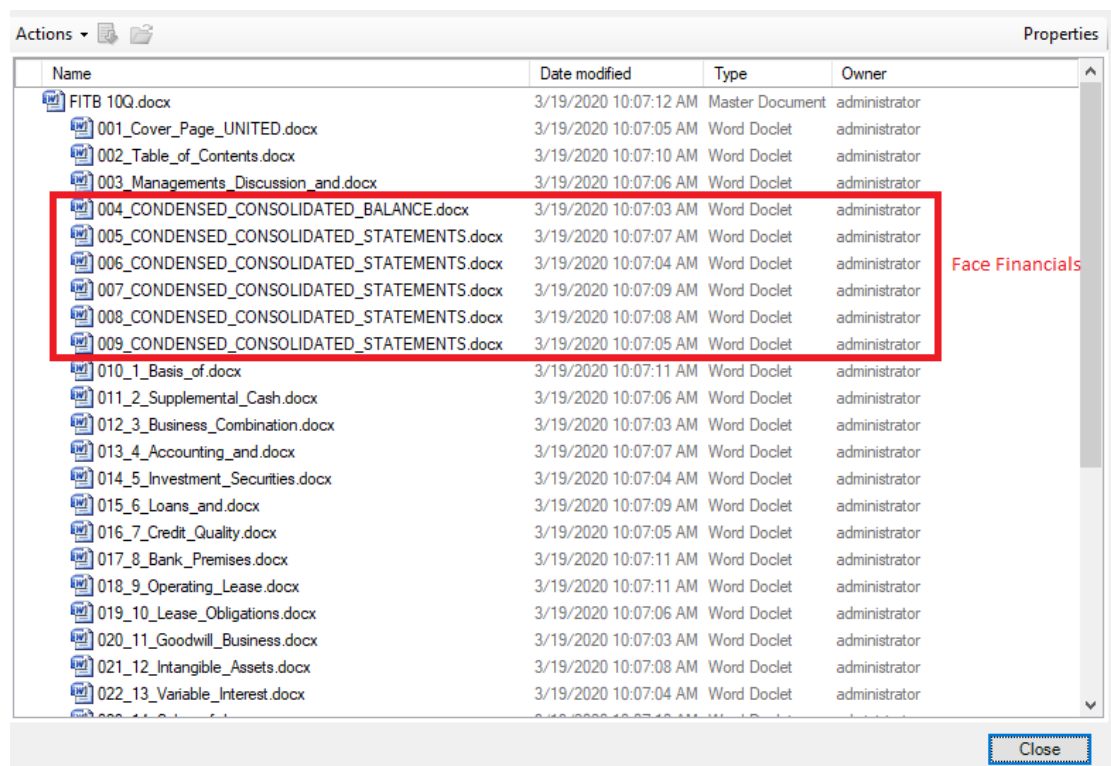 Actions Properties
Name Date modified Type Owner
FITB 10Q.docx 3/19/2020 10:07:12 AM Master Document administrator
001_Cover_Page_UNITED.docx 3/19/2020 10:07:05 AM Word Doclet administrator
002_Table_of_Contents.docx 3/19/2020 10:07:10 AM Word Doclet administrator
003_Managements_Discussion_and.docx 3/19/2020 10:07:06 AM Word Doclet administrator
004_CONDENSED_CONSOLIDATED_BALANCE.docx 3/19/2020 10:07:03 AM Word Doclet administrator
005_CONDENSED_CONSOLIDATED_STATEMENTS.docx 3/19/2020 10:07:07 AM Word Doclet administrator
006_CONDENSED_CONSOLIDATED_STATEMENTS.docx 3/19/2020 10:07:04 AM Word Doclet administrator Face Financials
007_CONDENSED_CONSOLIDATED_STATEMENTS.docx 3/19/2020 10:07:09 AM Word Doclet administrator
008_CONDENSED_CONSOLIDATED_STATEMENTS.docx 3/19/2020 10:07:08 AM Word Doclet administrator
009_CONDENSED_CONSOLIDATED_STATEMENTS.docx 3/19/2020 10:07:05 AM Word Doclet administrator
010_1_Basis_of.docx 3/19/2020 10:07:11 AM Word Doclet administrator
011_2_Supplemental_Cash.docx 3/19/2020 10:07:06 AM Word Doclet administrator
012_3_Business_Combination.docx 3/19/2020 10:07:03 AM Word Doclet administrator
013_4_Accounting_and.docx 3/19/2020 10:07:07 AM Word Doclet administrator
014_5_Investment_Securities.docx 3/19/2020 10:07:04 AM Word Doclet administrator
015_6_Loans_and.docx 3/19/2020 10:07:09 AM Word Doclet administrator
016_7_Credit_Quality.docx 3/19/2020 10:07:05 AM Word Doclet administrator
017_8_Bank_Premises.docx 3/19/2020 10:07:11 AM Word Doclet administrator
018_9_Operating_Lease.docx 3/19/2020 10:07:11 AM Word Doclet administrator
019_10_Lease_Obligations.docx 3/19/2020 10:07:06 AM Word Doclet administrator
020_11_Goodwill_Business.docx 3/19/2020 10:07:03 AM Word Doclet administrator
021_12_Intangible_Assets.docx 3/19/2020 10:07:08 AM Word Doclet administrator
022_13_Variable_Interest.docx 3/19/2020 10:07:04 AM Word Doclet administrator
Close